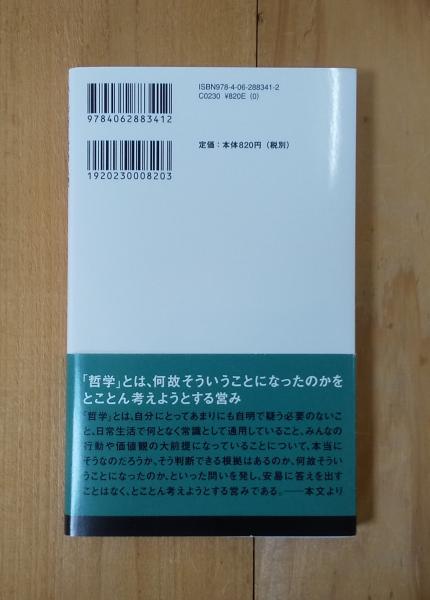 ISBN978-4-06-288341-2
C0230 ¥820E (0)
9784062883412
定価：本体820円（税別）
1920230008203
「哲学」とは、何故そういうことになったのかを
とことん考えようとする営み
「哲学」とは、自分にとってあまりにも自明で疑う必要のないこ
と、日常生活で何となく常識として通用していること、みんなの
行動や価値観の大前提になっていることについて、本当に
そうなのだろうか、そう判断できる根拠はあるのか、何故そうい
うことになったのか、といった問いを発し、安易に答えを出す
ことはなく、とことん考えようとする営みである。――本文より